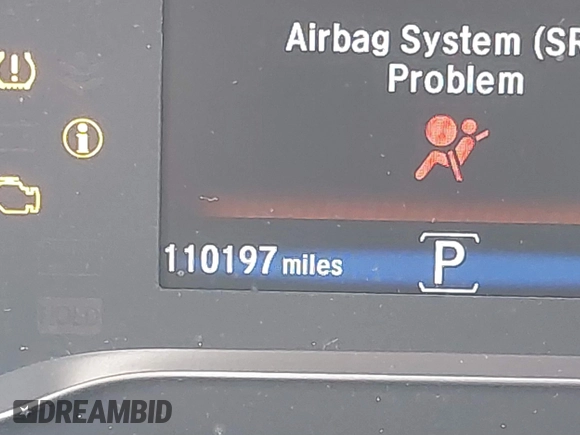 Airbag System (SR
Problem
110197 miles
P
DREAMBID